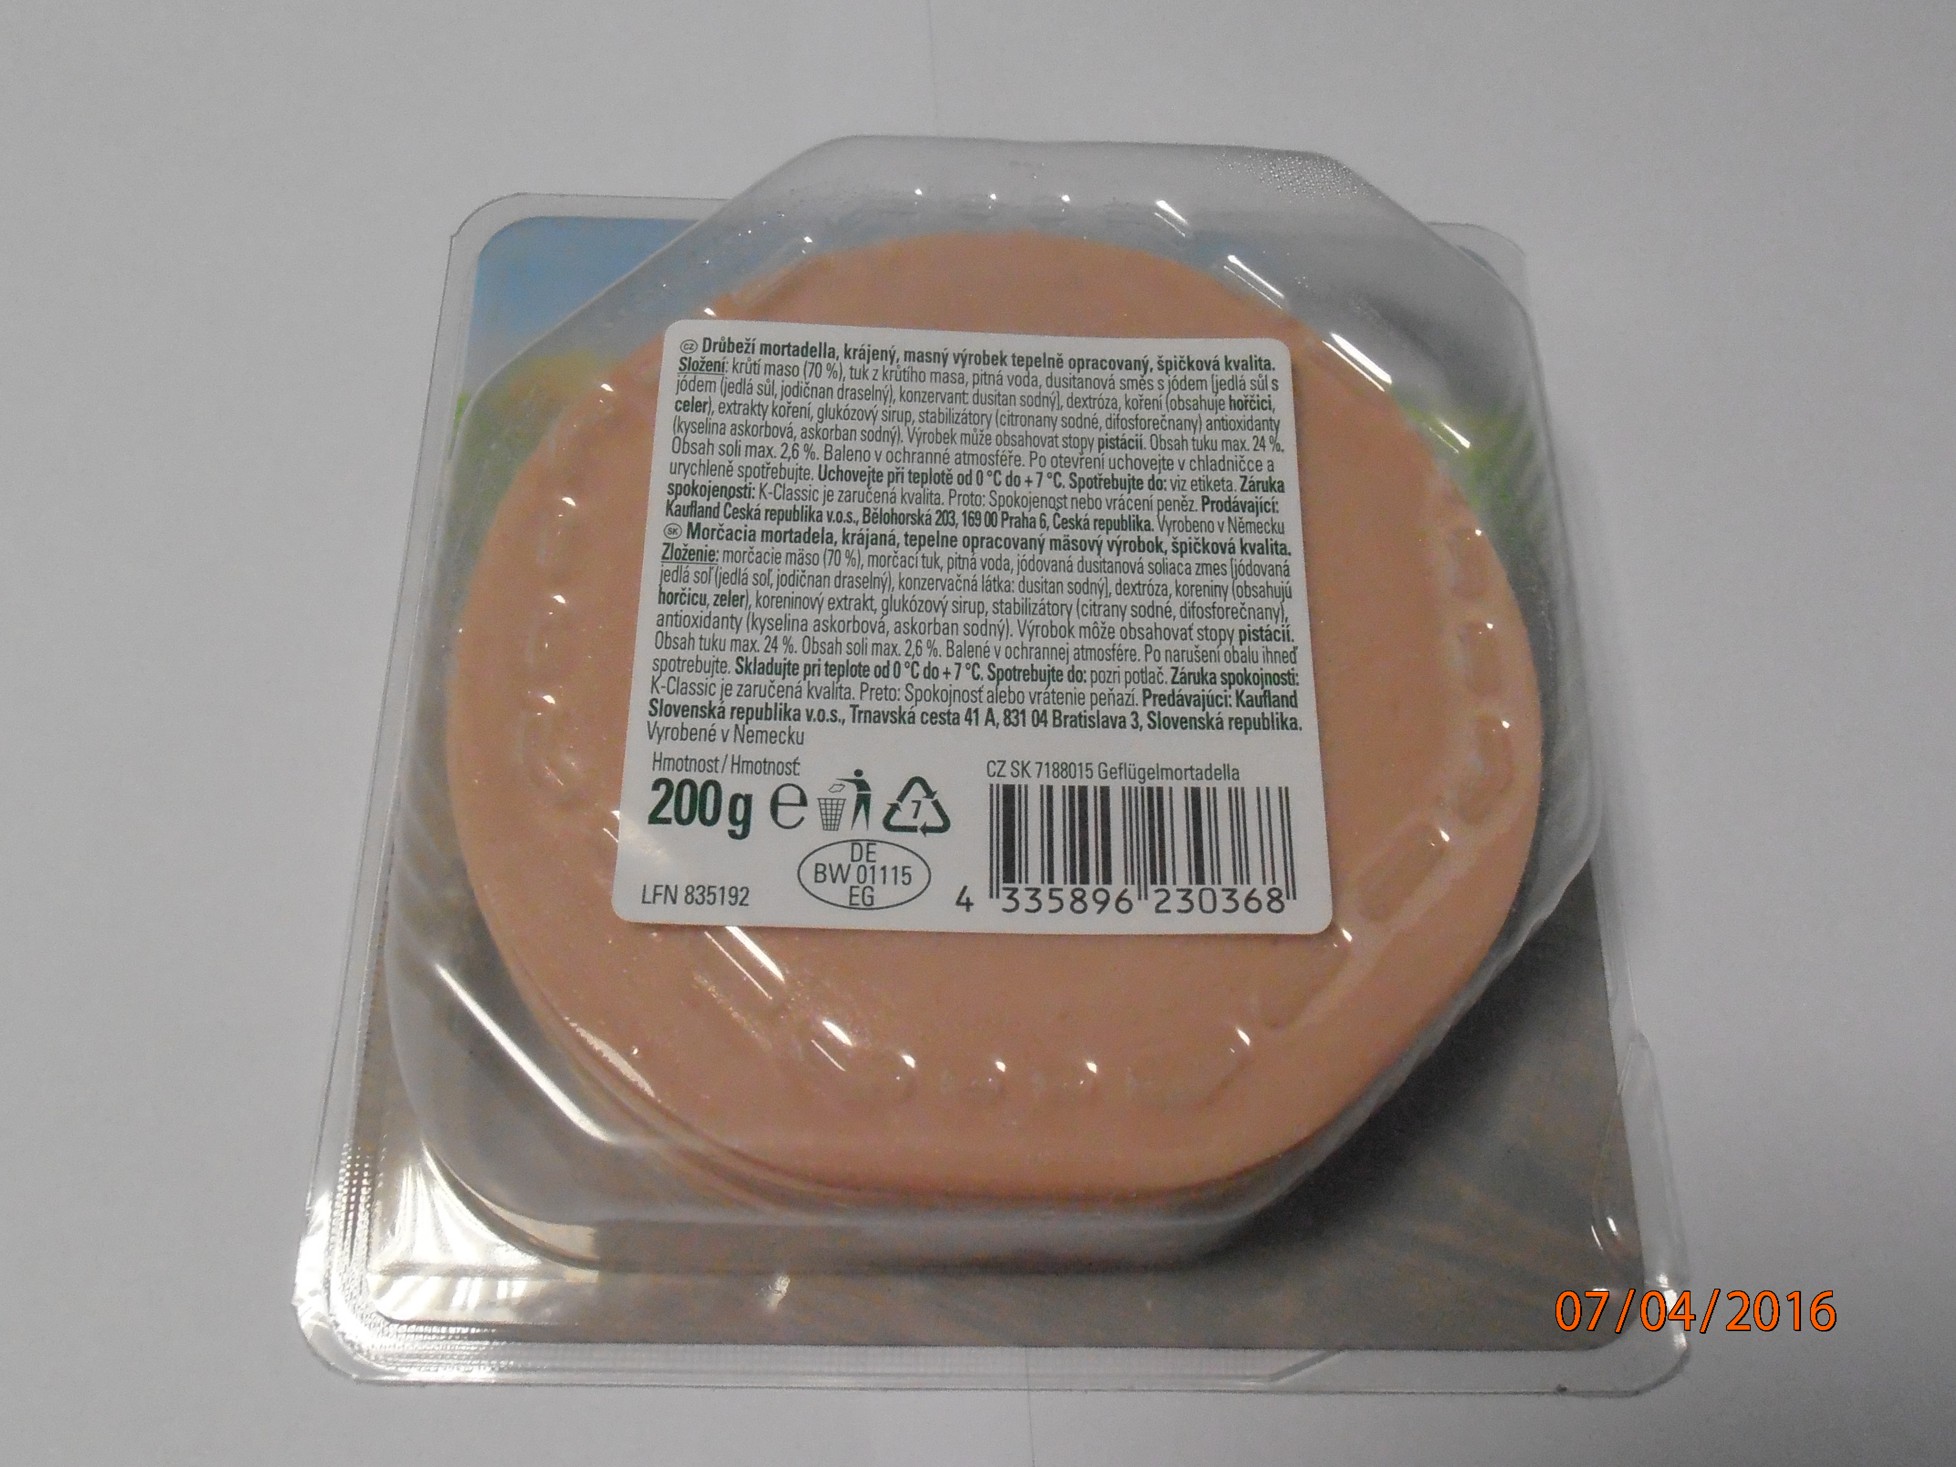 CZ Drůbeží mortadella, krájený, masný výrobek tepelně opracovaný, špičková kvalita.
Složení: krůtí maso (70 %), tuk z krůtího masa, pitná voda, dusitanová směs s jódem [jedlá sůl s
jódem (jedlá sůl, jodičnan draselný), konzervant: dusitan sodný], dextróza, koření (obsahuje hořčici,
celer), extrakty koření, glukózový sirup, stabilizátory (citronany sodné, difosforečnany) antioxidanty
(kyselina askorbová, askorban sodný). Výrobek může obsahovat stopy pistácií. Obsah tuku max. 24 %.
Obsah soli max. 2,6 %. Baleno v ochranné atmosféře. Po otevření uchovejte v chladničce a
urychleně spotřebujte. Uchovejte při teplotě od 0 °C do + 7 °C. Spotřebujte do: viz etiketa. Záruka
spokojenosti: K-Classic je zaručená kvalita. Proto: Spokojenost nebo vrácení peněz. Prodávající:
Kaufland Česká republika v.o.s., Bělohorská 203, 169 00 Praha 6, Česká republika. Vyrobeno v Německu
SK Morčacia mortadela, krájaná, tepelne opracovaný mäsový výrobok, špičková kvalita.
Zloženie: morčacie mäso (70 %), morčací tuk, pitná voda, jódovaná dusitanová soliaca zmes [jódovaná
jedlá soľ (jedlá soľ, jodičnan draselný), konzervačná látka: dusitan sodný], dextróza, koreniny (obsahujú
horčicu, zeler), koreninový extrakt, glukózový sirup, stabilizátory (citrany sodné, difosforečnany),
antioxidanty (kyselina askorbová, askorban sodný). Výrobok môže obsahovať stopy pistácií.
Obsah tuku max. 24 %. Obsah soli max. 2,6 %. Balené v ochrannej atmosfére. Po narušení obalu ihneď
spotrebujte. Skladujte pri teplote od 0 °C do + 7 °C. Spotrebujte do: pozri potlač. Záruka spokojnosti:
K-Classic je zaručená kvalita. Preto: Spokojnosť alebo vrátenie peňazí. Predávajúci: Kaufland
Slovenská republika v.o.s., Trnavská cesta 41 A, 831 04 Bratislava 3, Slovenská republika.
Vyrobené v Nemecku
Hmotnost / Hmotnosť:
200 g e
7
CZ SK 7188015 Geflügelmortadella
DE
BW 01115
EG
LFN 835192
4 335896 230368
07/04/2016